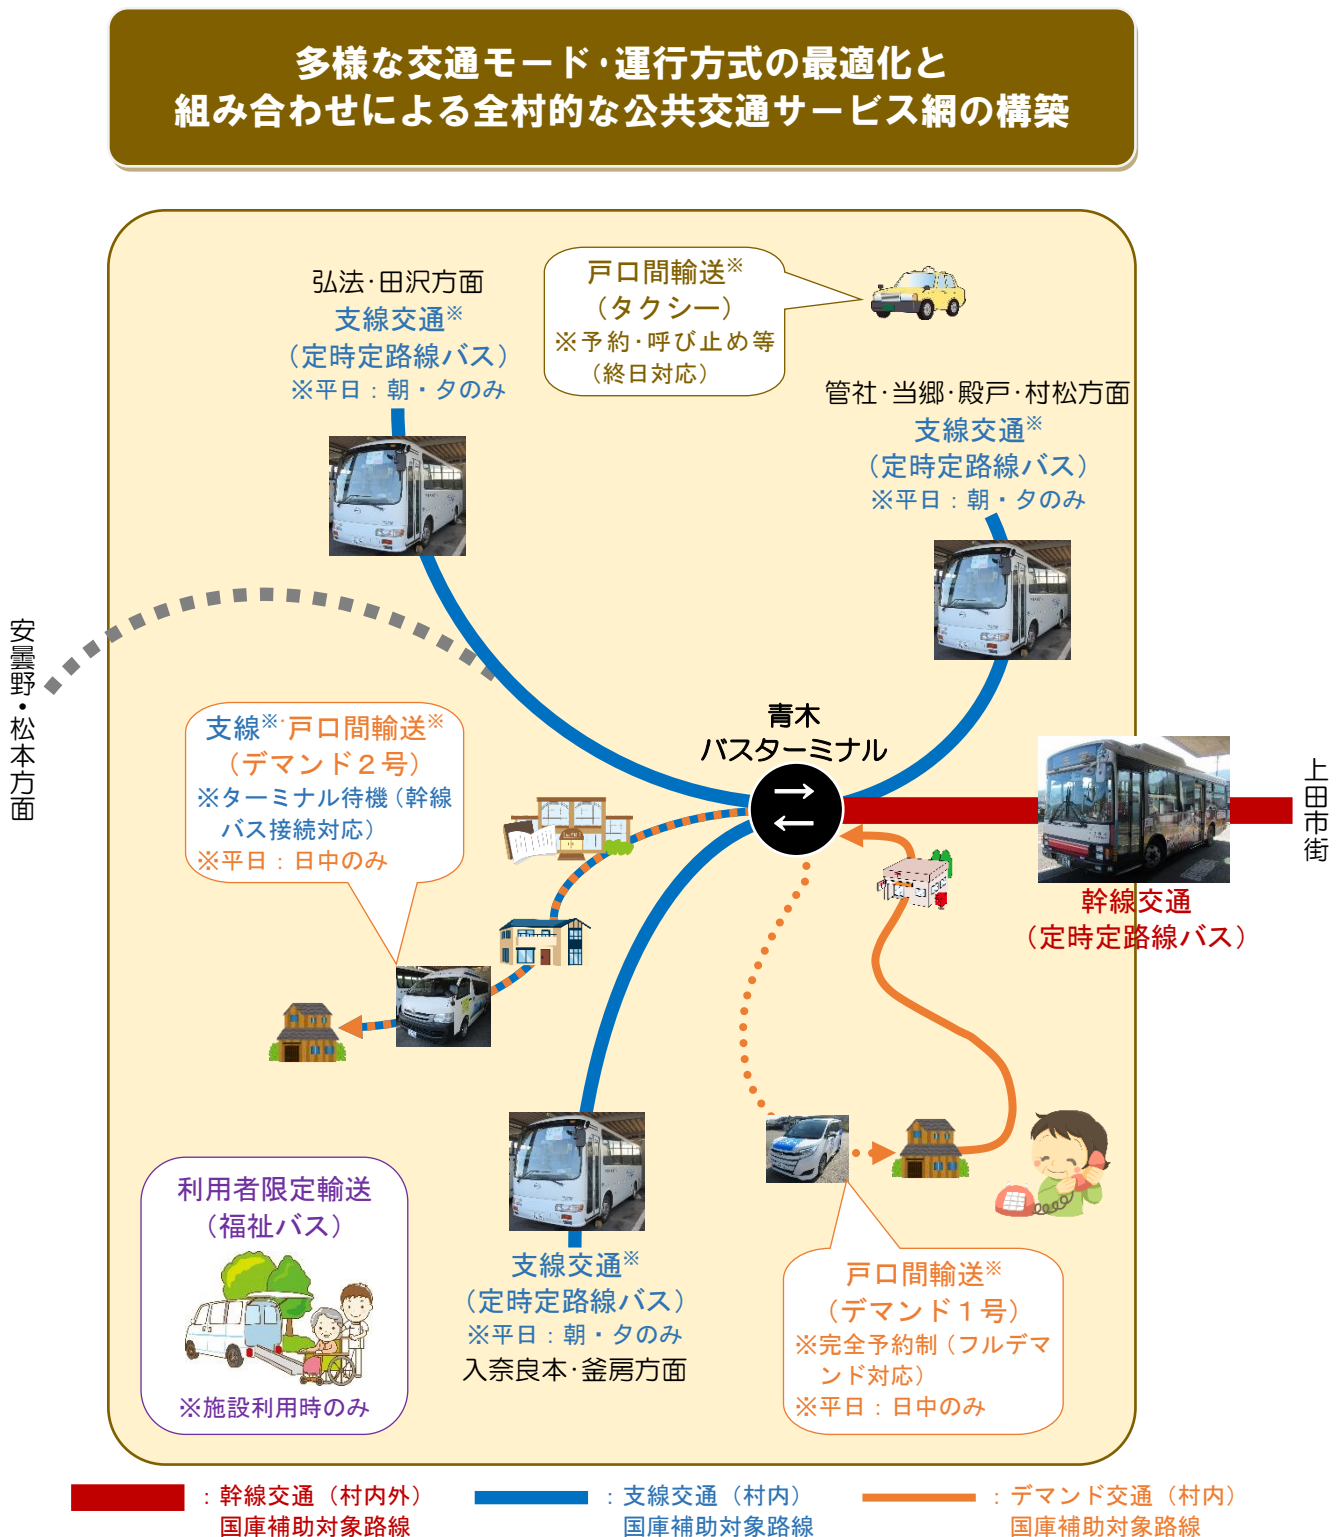 多様な交通モード・運行方式の最適化と
組み合わせによる全村的な公共交通サービス網の構築
弘法・田沢方面
支線交通※
（定時定路線バス）
※平日：朝・夕のみ
戸口間輸送※
（タクシー）
※予約・呼び止め等
（終日対応）
管社・当郷・殿戸・村松方面
支線交通※
（定時定路線バス）
※平日：朝・夕のみ
安曇野・松本方面
支線※・戸口間輸送※
（デマンド２号）
※ターミナル待機（幹線
バス接続対応）
※平日：日中のみ
青木
バスターミナル
上田市街
幹線交通
（定時定路線バス）
利用者限定輸送
（福祉バス）
※施設利用時のみ
支線交通※
（定時定路線バス）
※平日：朝・夕のみ
入奈良本・釜房方面
戸口間輸送※
（デマンド１号）
※完全予約制（フルデマ
ンド対応）
※平日：日中のみ
：幹線交通（村内外）
国庫補助対象路線
：支線交通（村内）
国庫補助対象路線
：デマンド交通（村内）
国庫補助対象路線